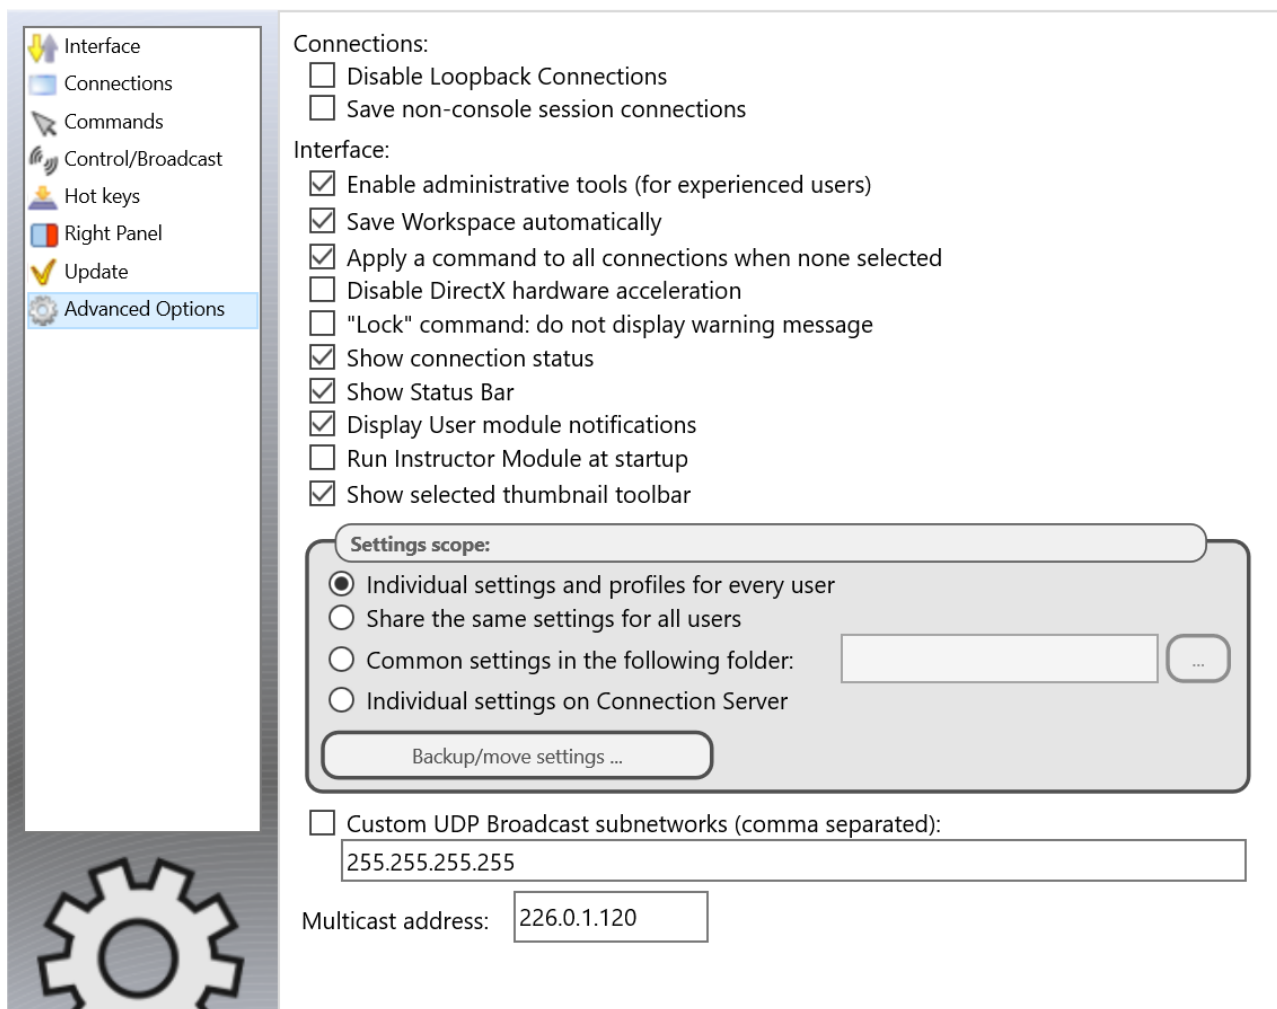 Interface
Connections
Commands
Control/Broadcast
Hot keys
Right Panel
Update
Advanced Options
Connections:
Disable Loopback Connections
Save non-console session connections
Interface:
Enable administrative tools (for experienced users)
Save Workspace automatically
Apply a command to all connections when none selected
Disable DirectX hardware acceleration
"Lock" command: do not display warning message
Show connection status
Show Status Bar
Display User module notifications
Run Instructor Module at startup
Show selected thumbnail toolbar
Settings scope:
Individual settings and profiles for every user
Share the same settings for all users
Common settings in the following folder:
...
Individual settings on Connection Server
Backup/move settings ...
Custom UDP Broadcast subnetworks (comma separated):
255.255.255.255
Multicast address: 226.0.1.120